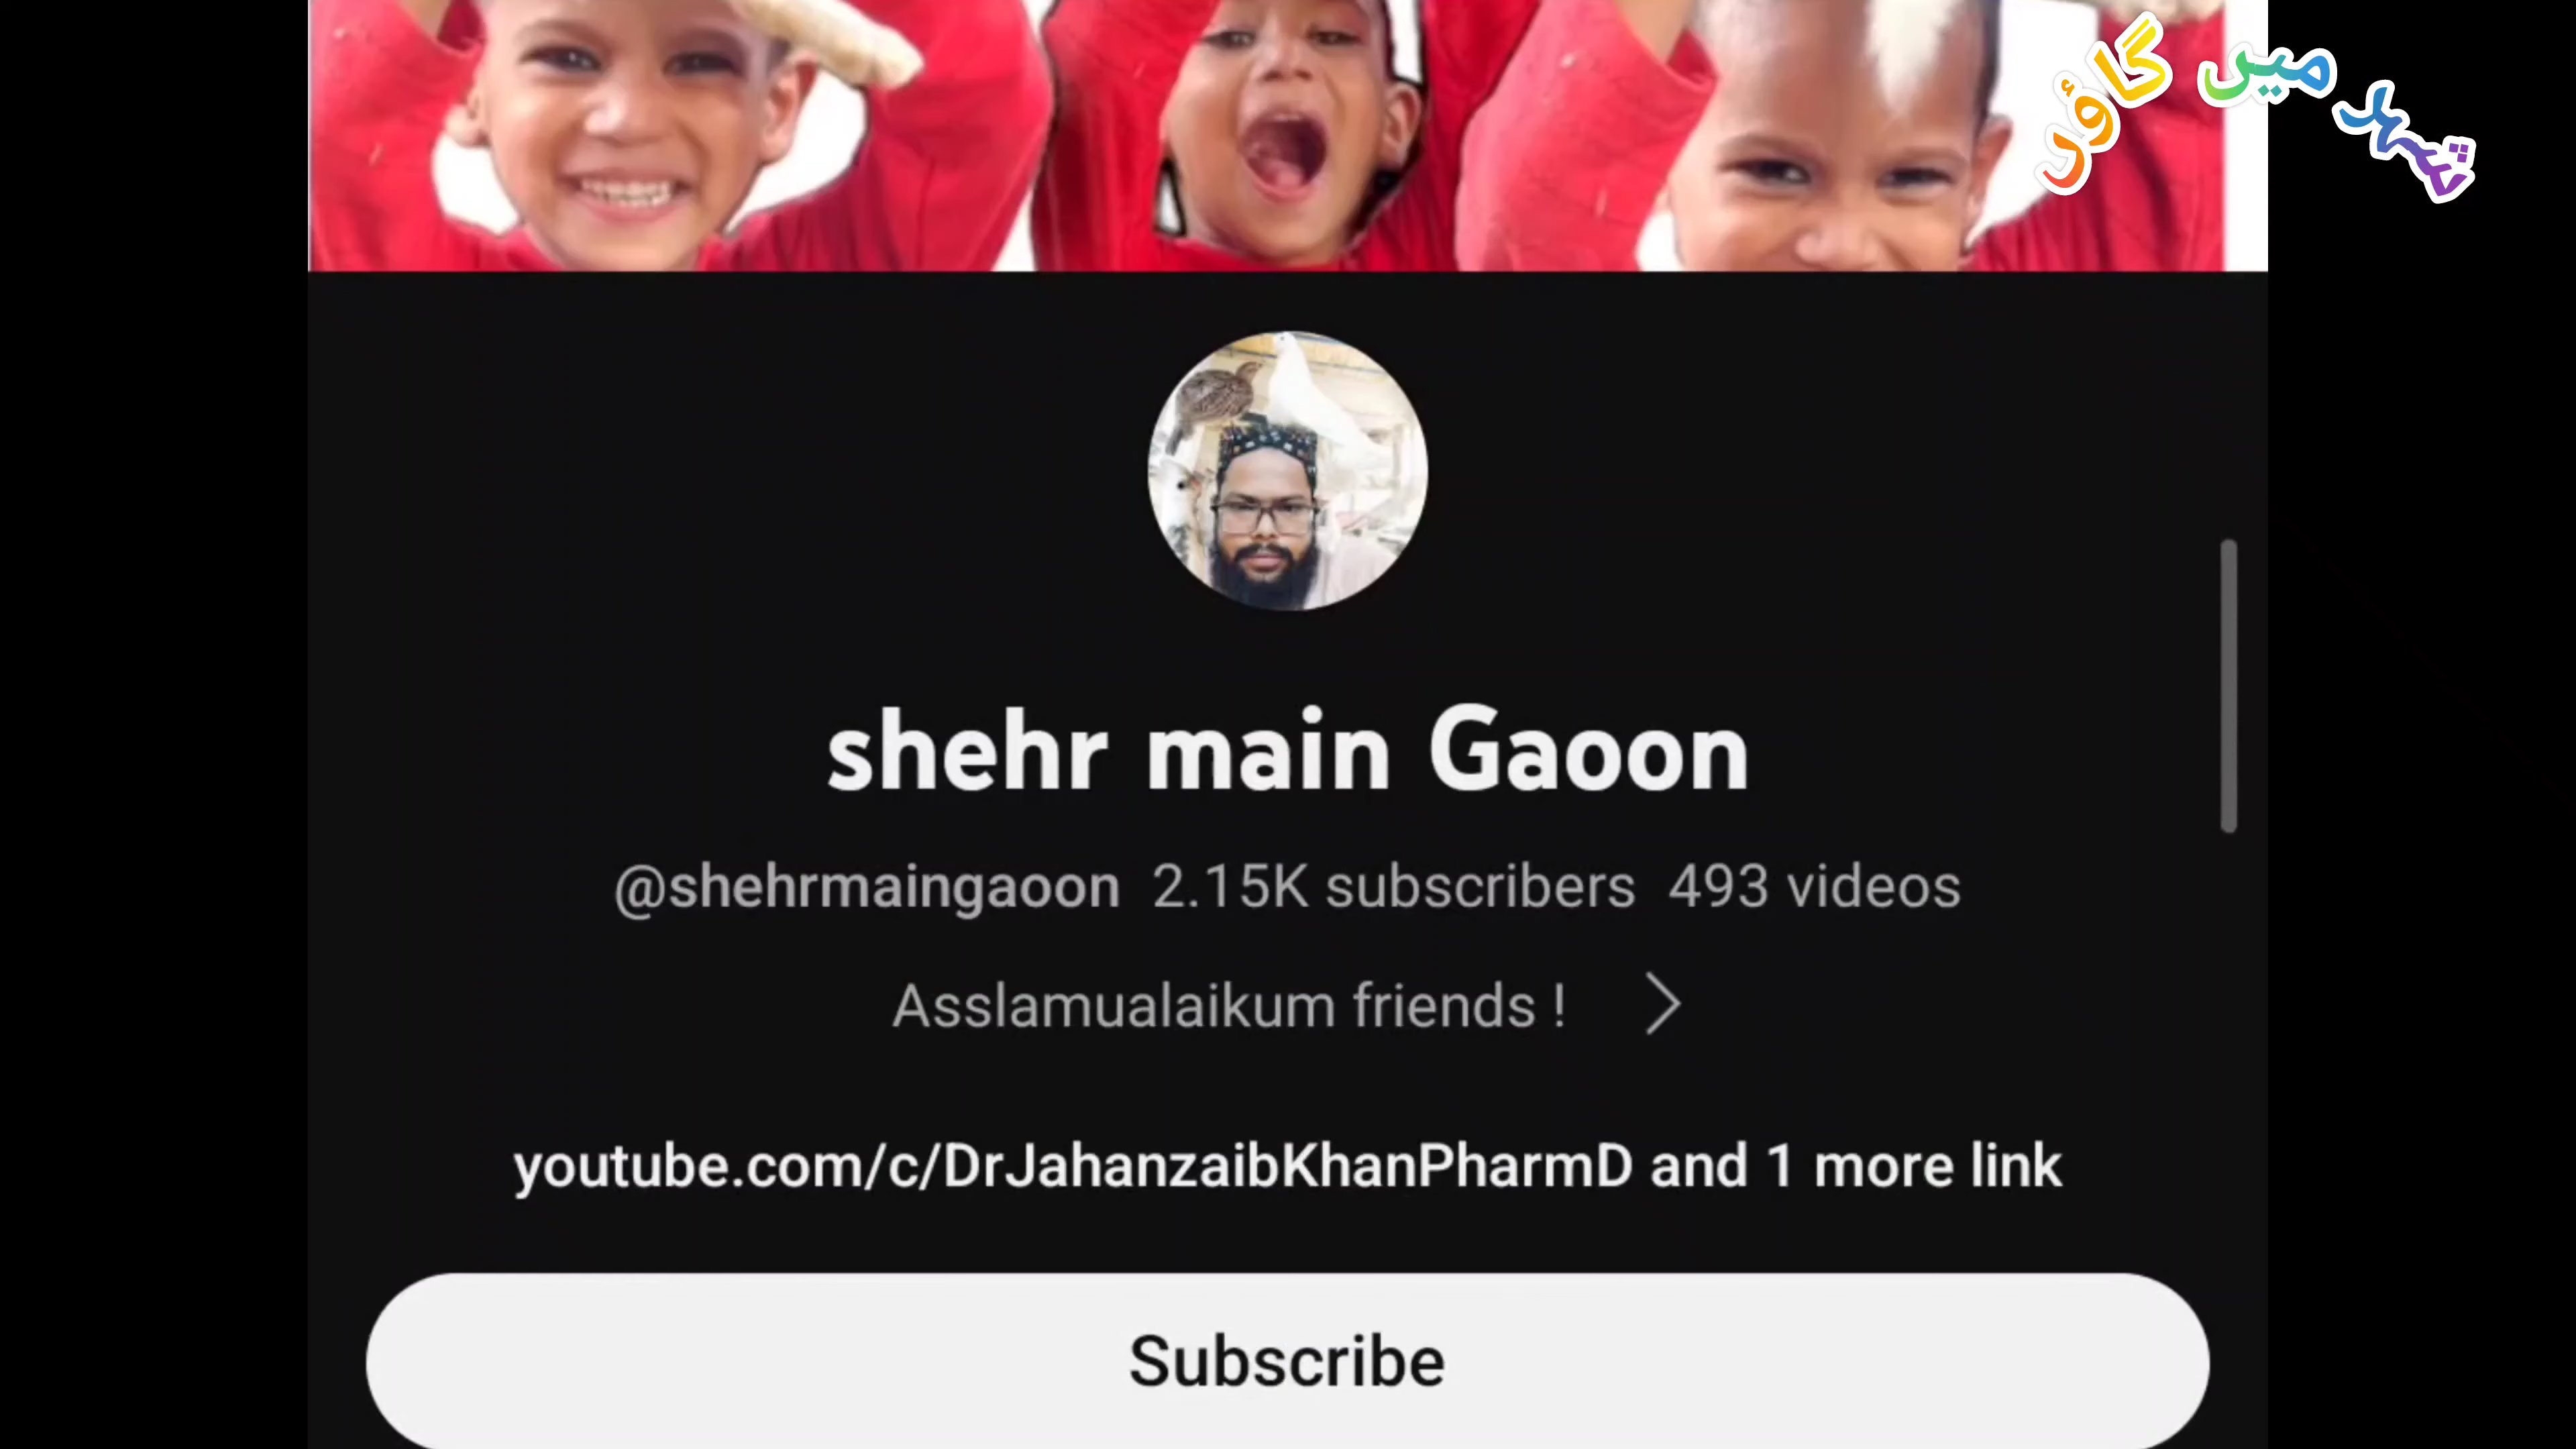 شہر میں گاؤں
shehr main Gaoon
@shehrmaingaoon 2.15K subscribers 493 videos
Asslamualaikum friends !
youtube.com/c/DrJahanzaibKhanPharmD and 1 more link
Subscribe